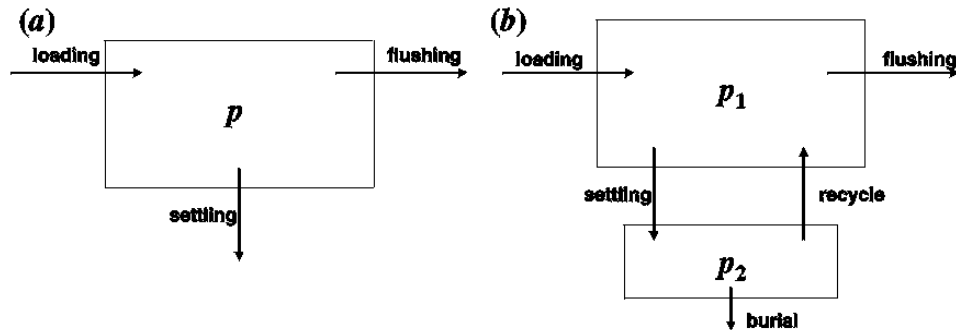 (a)
loading
flushing
p
settling
(b)
loading
flushing
p1
settling
recycle
p2
burial